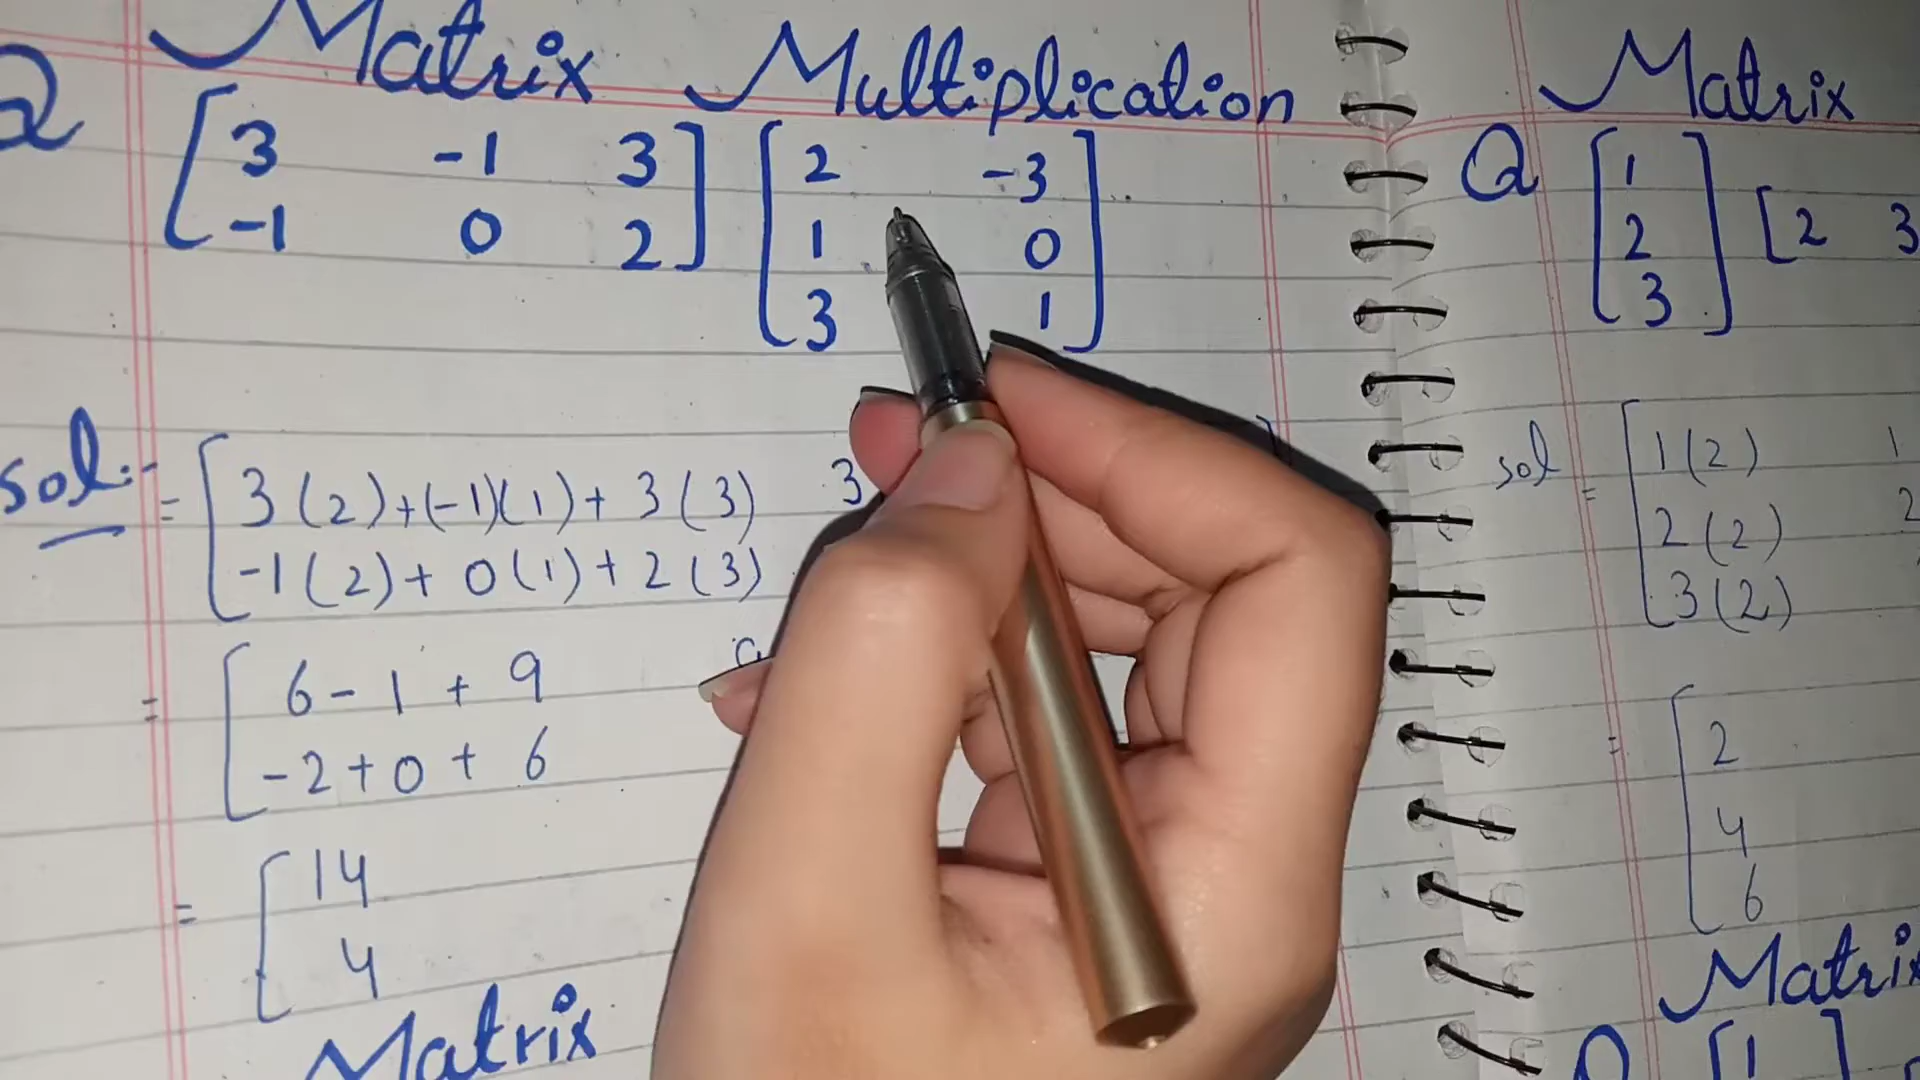 Matrix Multiplication
Q [3 -1 3] [2 -3]
[-1 0 2] [1 0]
[3 1]
sol:- = [3(2)+(-1)(1)+3(3) 3
-1(2)+0(1)+2(3)
= [6-1+9
-2+0+6
= [14
4
Matrix
Matrix
Q [1] [2 3
2
3
sol = [1(2) 1
2(2) 2
3(2)
= [2
4
6
Matrix
[1]